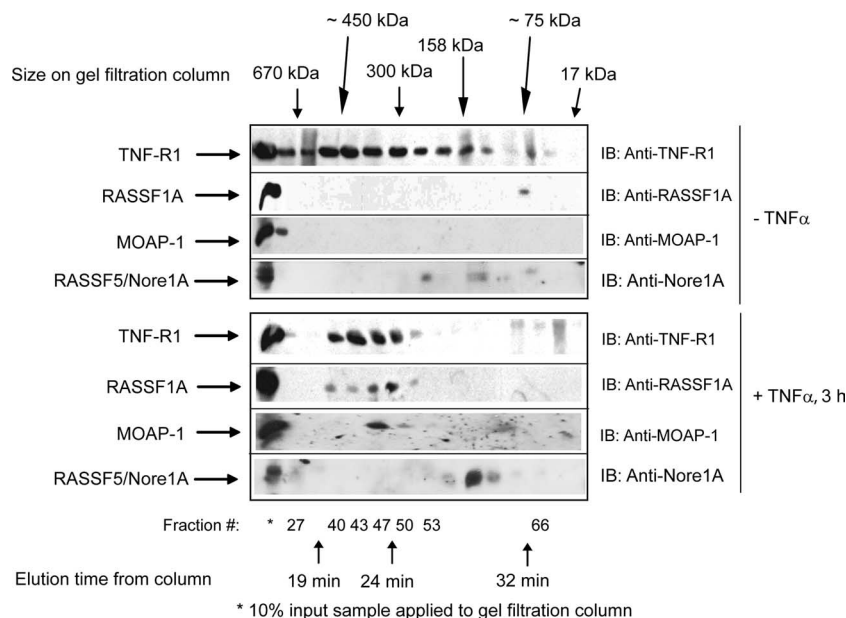 ~ 450 kDa ~ 75 kDa
158 kDa
Size on gel filtration column 670 kDa 300 kDa 17 kDa
TNF-R1 IB: Anti-TNF-R1
RASSF1A IB: Anti-RASSF1A
- TNFα
MOAP-1 IB: Anti-MOAP-1
RASSF5/Nore1A IB: Anti-Nore1A
TNF-R1 IB: Anti-TNF-R1
RASSF1A IB: Anti-RASSF1A
+ TNFα, 3 h
MOAP-1 IB: Anti-MOAP-1
RASSF5/Nore1A IB: Anti-Nore1A
Fraction #: * 27 40 43 47 50 53 66
Elution time from column 19 min 24 min 32 min
* 10% input sample applied to gel filtration column